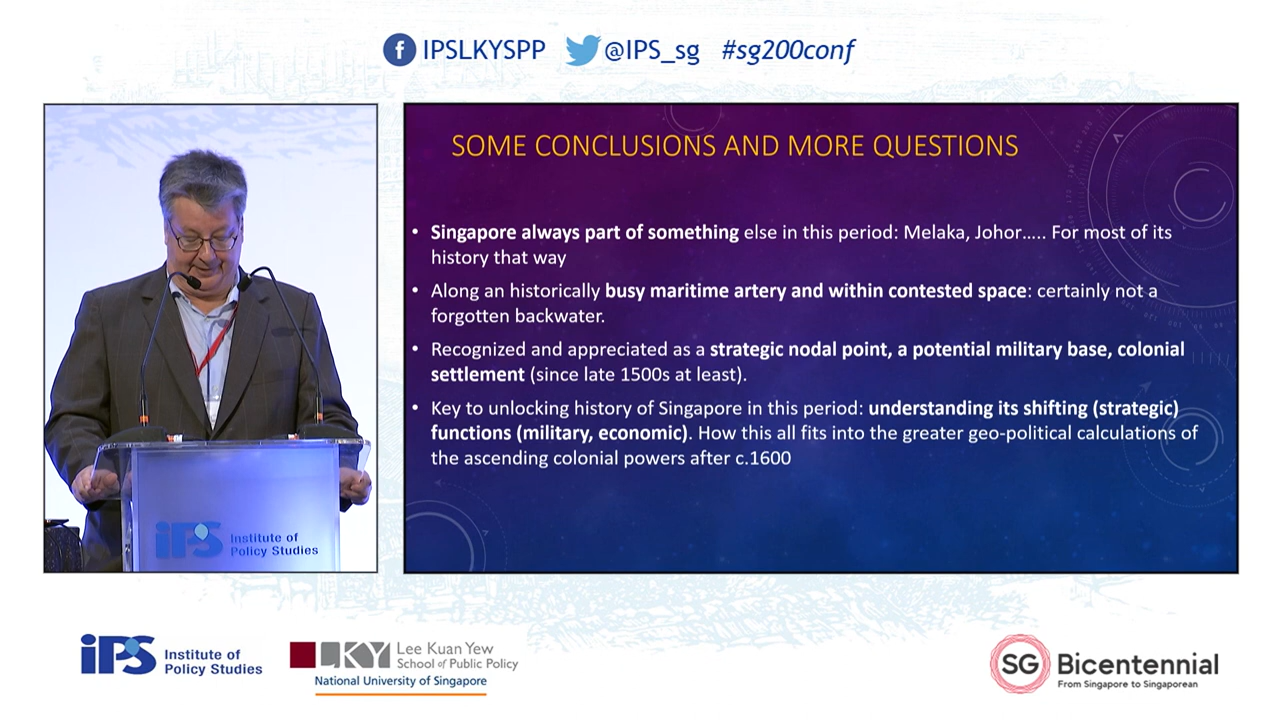 IPSLKYSPP @IPS_sg #sg200conf
SOME CONCLUSIONS AND MORE QUESTIONS
• Singapore always part of something else in this period: Melaka, Johor..... For most of its
history that way
• Along an historically busy maritime artery and within contested space: certainly not a
forgotten backwater.
• Recognized and appreciated as a strategic nodal point, a potential military base, colonial
settlement (since late 1500s at least).
• Key to unlocking history of Singapore in this period: understanding its shifting (strategic)
functions (military, economic). How this all fits into the greater geo-political calculations of
the ascending colonial powers after c.1600
iPS Institute of
Policy Studies
iPS Institute of
Policy Studies
LKY Lee Kuan Yew
School of Public Policy
National University of Singapore
SG Bicentennial
From Singapore to Singaporean